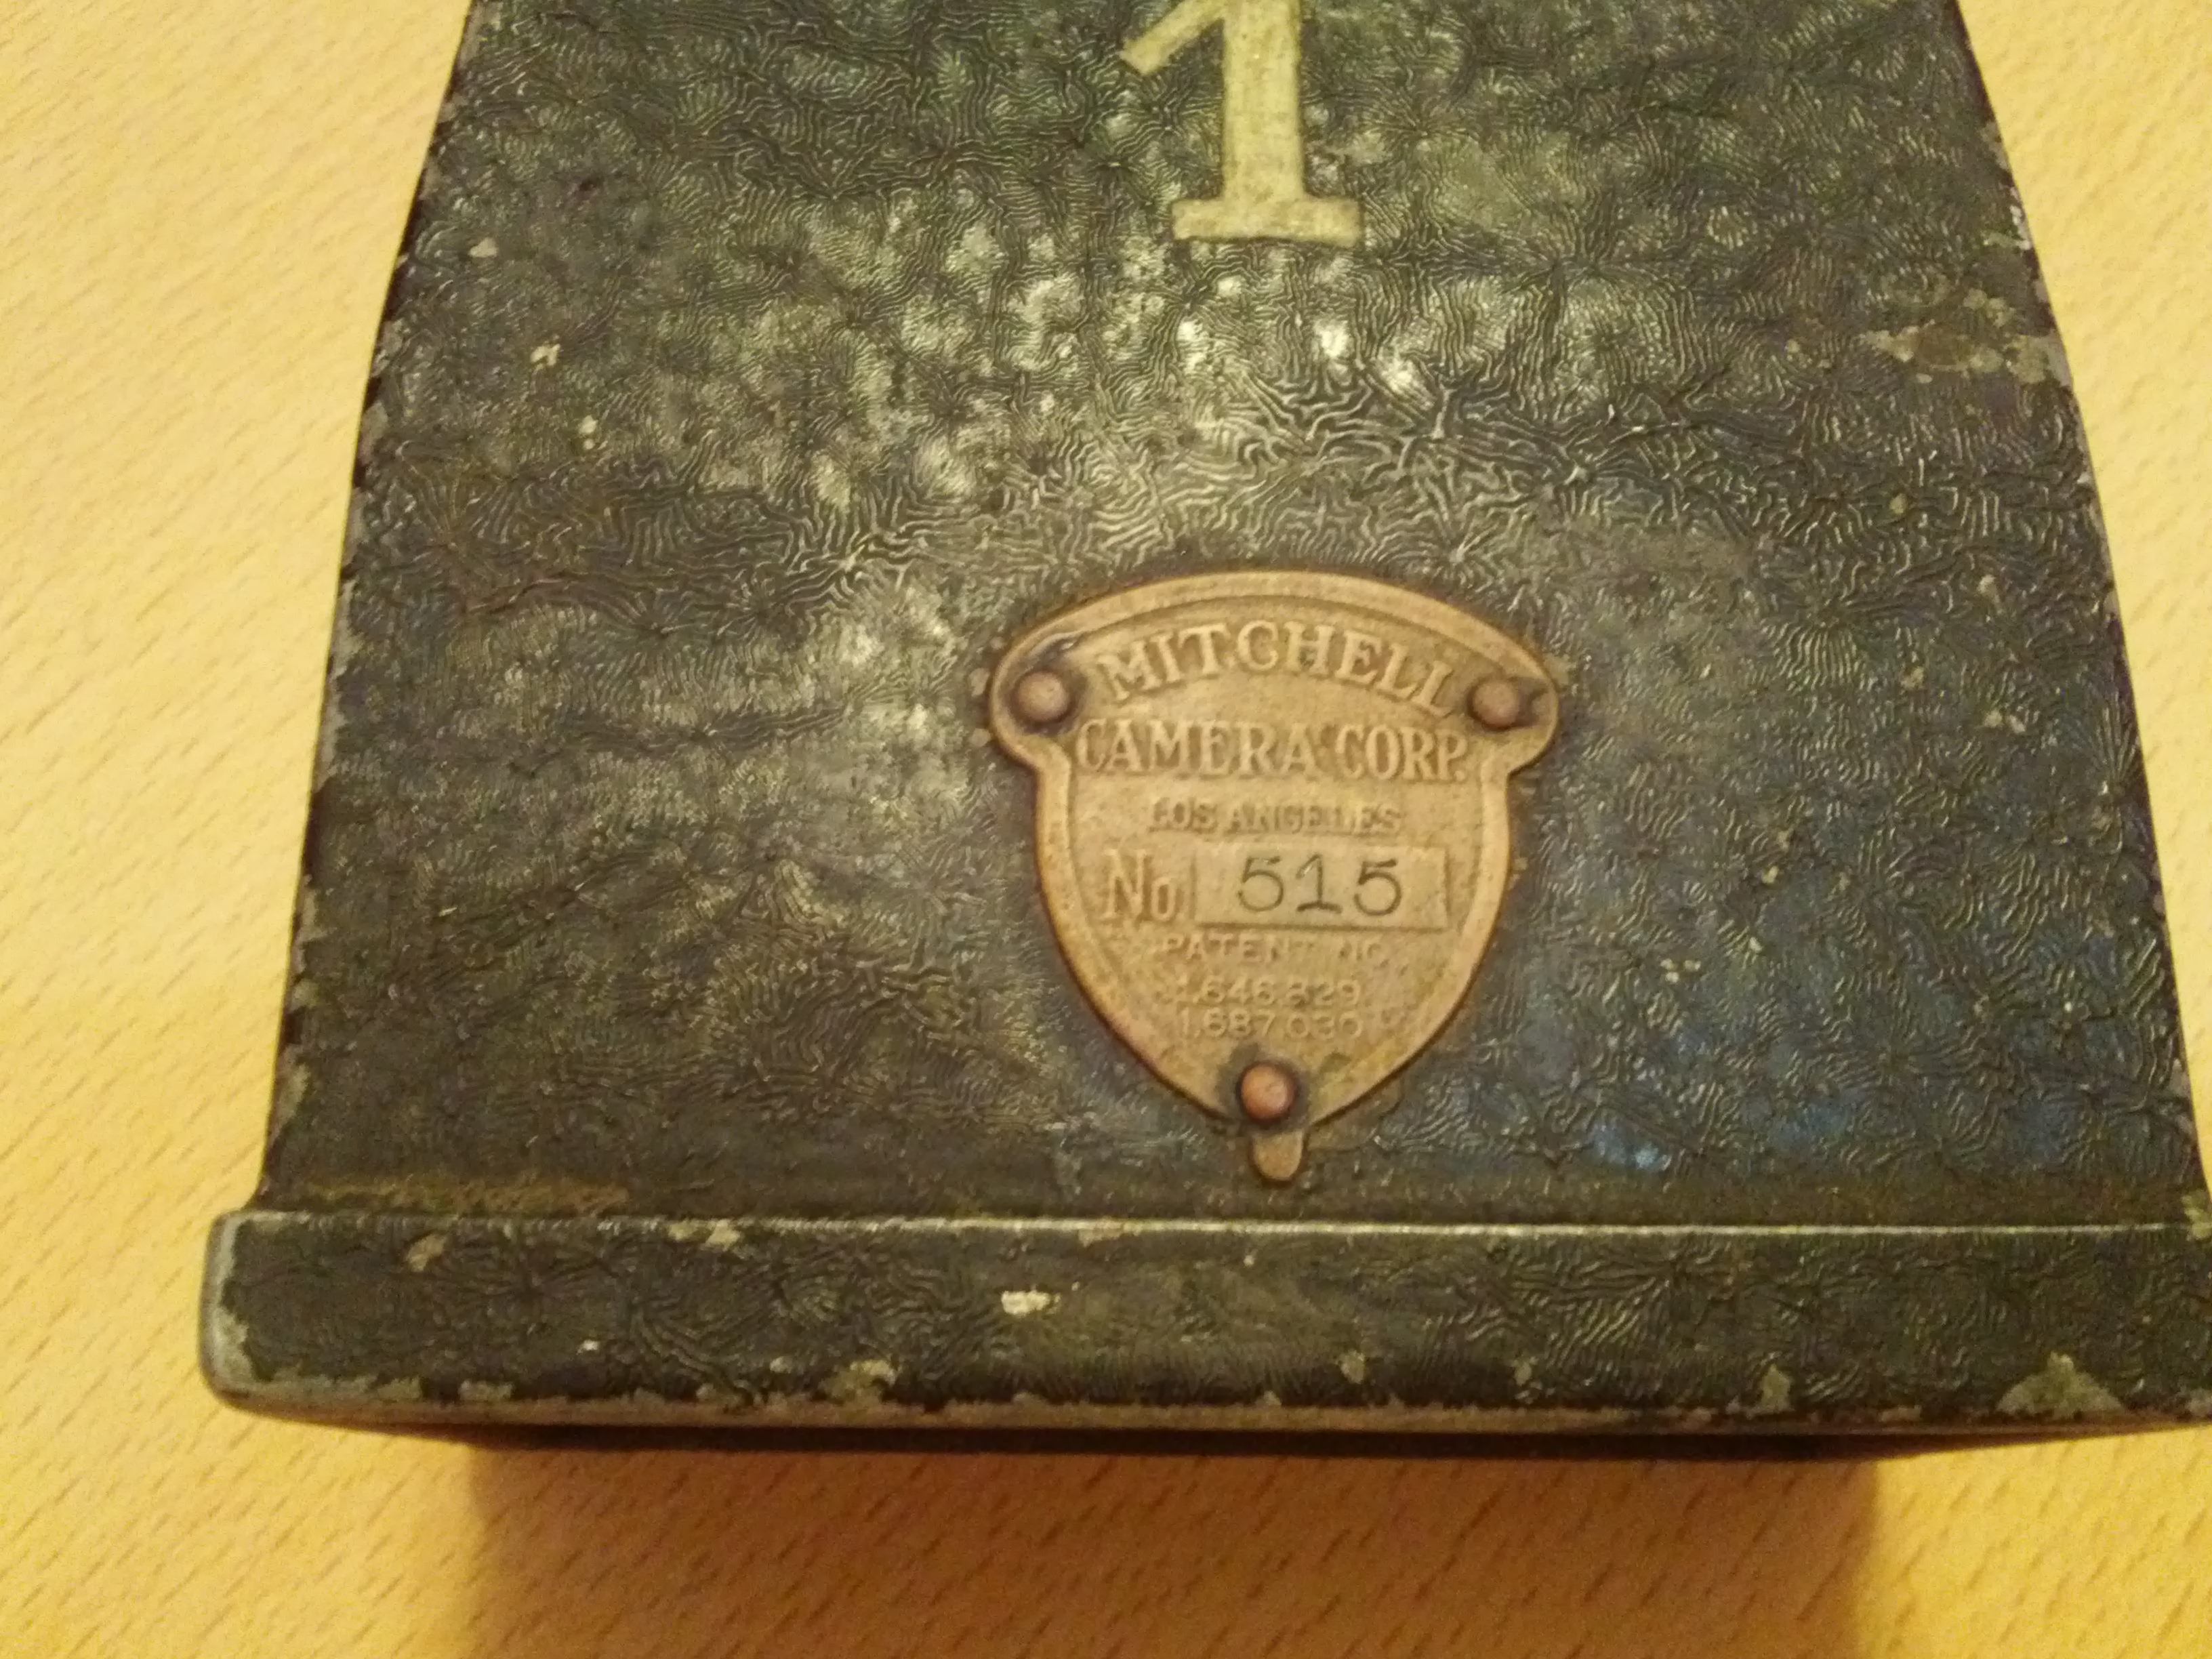 1
MITCHELL
CAMERA CORP.
LOS ANGELES
No. 515
PATENT NO.
1,646,829
1,687,030